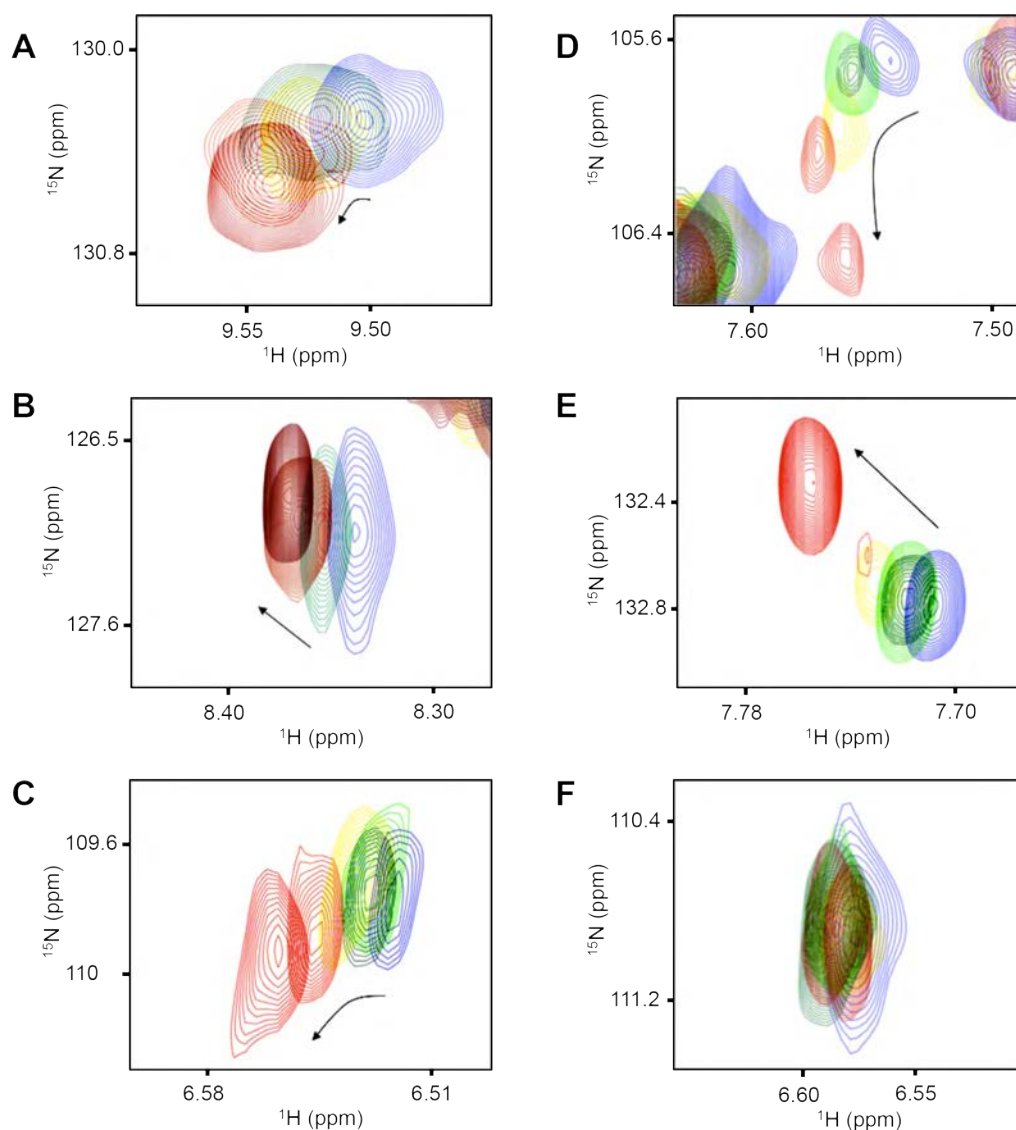 A
130.0
15N (ppm)
130.8
9.55 9.50
1H (ppm)
B
126.5
15N (ppm)
127.6
8.40 8.30
1H (ppm)
C
109.6
15N (ppm)
110
6.58 6.51
1H (ppm)
D
105.6
15N (ppm)
106.4
7.60 7.50
1H (ppm)
E
132.4
15N (ppm)
132.8
7.78 7.70
1H (ppm)
F
110.4
15N (ppm)
111.2
6.60 6.55
1H (ppm)